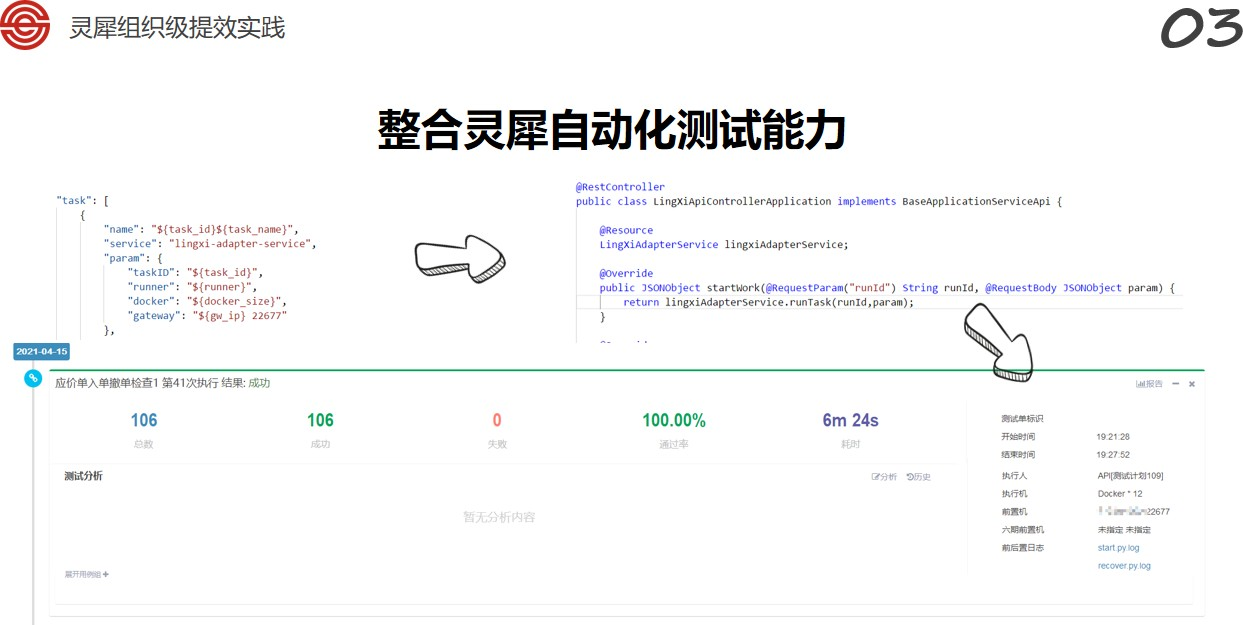 灵犀组织级提效实践
03
整合灵犀自动化测试能力
"task": [
{
"name": "${task_id}${task_name}",
"service": "lingxi-adapter-service",
"param": {
"taskID": "${task_id}",
"runner": "${runner}",
"docker": "${docker_size}",
"gateway": "${gw_ip} 22677"
},
@RestController
public class LingXiApiControllerApplication implements BaseApplicationServiceApi {
@Resource
LingXiAdapterService lingxiAdapterService;
@Override
public JSONObject startWork(@RequestParam("runId") String runId, @RequestBody JSONObject param) {
return lingxiAdapterService.runTask(runId,param);
}
2021-04-15
应价单入单撤单检查1 第41次执行 结果: 成功
报告
106
总数
106
成功
0
失败
100.00%
通过率
6m 24s
耗时
测试分析
分析 历史
暂无分析内容
展开用例组
测试单标识
开始时间 19:21:28
结束时间 19:27:52
执行人 API[测试计划109]
执行机 Docker * 12
前置机 22677
六期前置机 未指定 未指定
前后置日志 start.py.log
recover.py.log